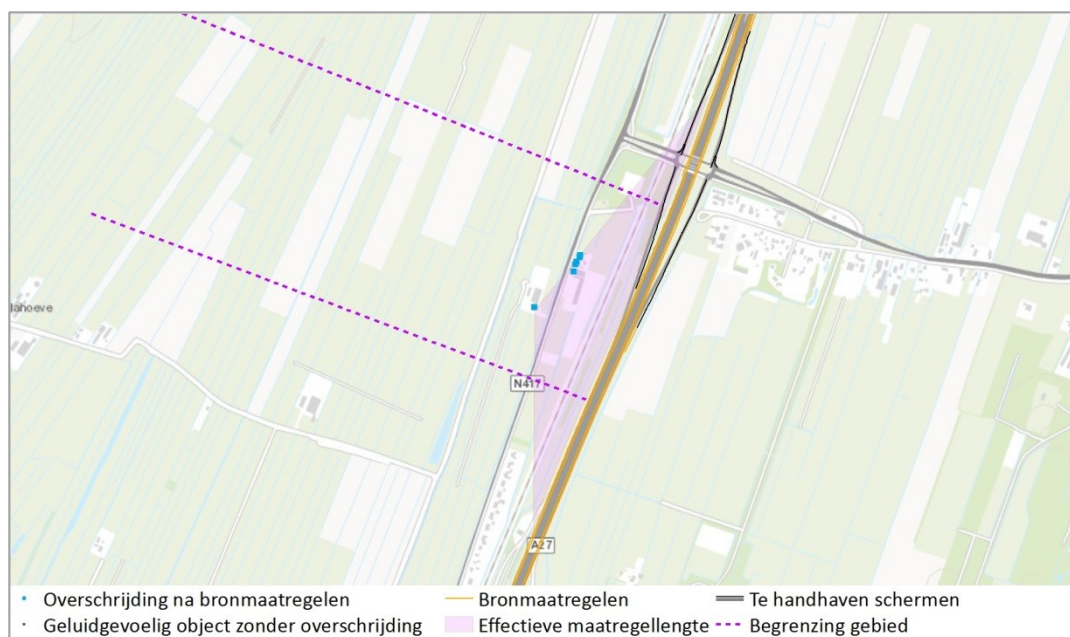 lahoeve
N417
A27
Overschrijding na bronmaatregelen
Bronmaatregelen
Te handhaven schermen
Geluidgevoelig object zonder overschrijding
Effectieve maatregellengte
Begrenzing gebied